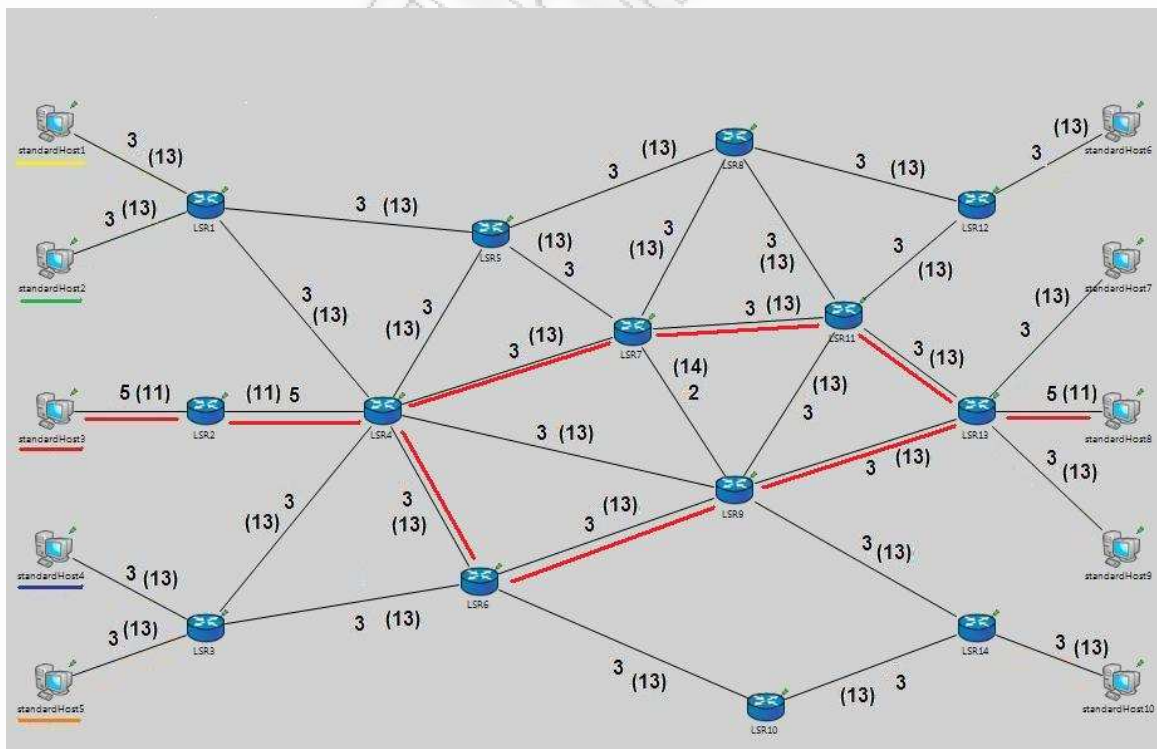 3
(13)
standardHost1
3 (13)
standardHost2
LSR1
3 (13)
3
(13)
LSR5
3
(13)
(13)
3
3
(13)
LSR8
3
(13)
3
(13)
3
(13)
LSR12
3
(13)
standardHost6
3
(13)
standardHost7
(13)
3
3 (13)
LSR7
3 (13)
LSR11
3
(13)
5 (11)
standardHost3
LSR2
(11) 5
LSR4
(14)
2
(13)
3
LSR13
5 (11)
standardHost8
3 (13)
3
(13)
3
(13)
standardHost9
3
(13)
3
(13)
(13)
3
LSR9
standardHost4
3 (13)
3 (13)
standardHost5
LSR3
3 (13)
LSR6
3 (13)
LSR14
3 (13)
standardHost10
3
(13)
LSR10
(13) 3